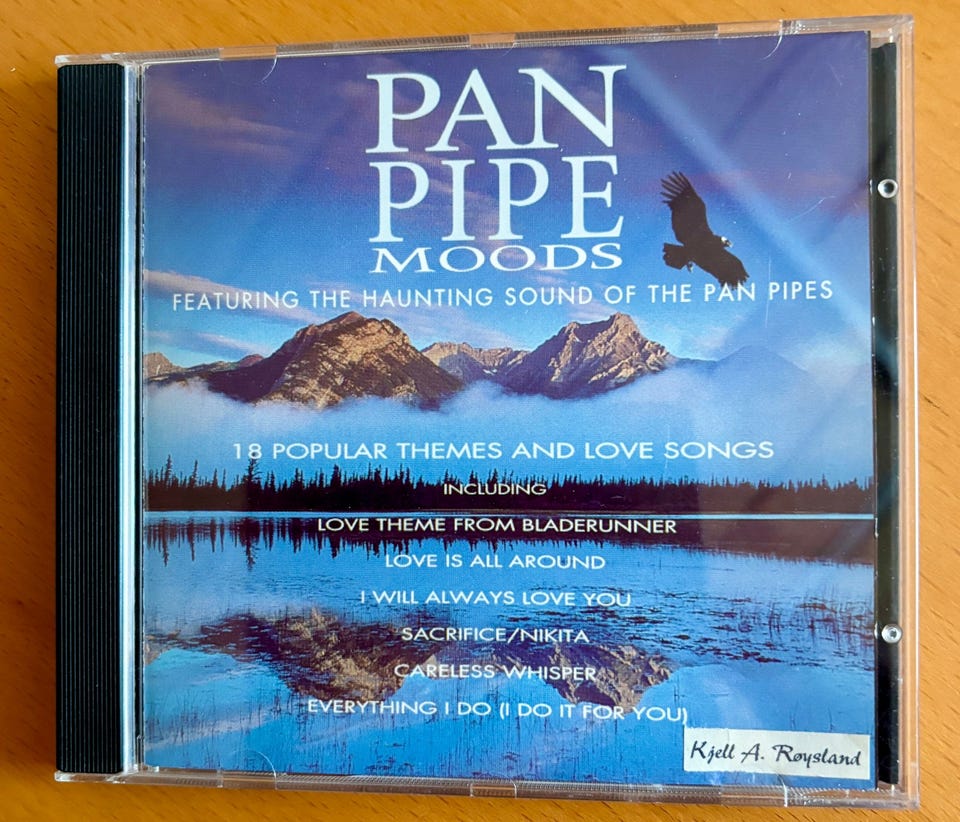 PAN
PIPE
MOODS
FEATURING THE HAUNTING SOUND OF THE PAN PIPES
18 POPULAR THEMES AND LOVE SONGS
INCLUDING
LOVE THEME FROM BLADERUNNER
LOVE IS ALL AROUND
I WILL ALWAYS LOVE YOU
SACRIFICE/NIKITA
CARELESS WHISPER
EVERYTHING I DO (I DO IT FOR YOU)
Kjell A. Røysland